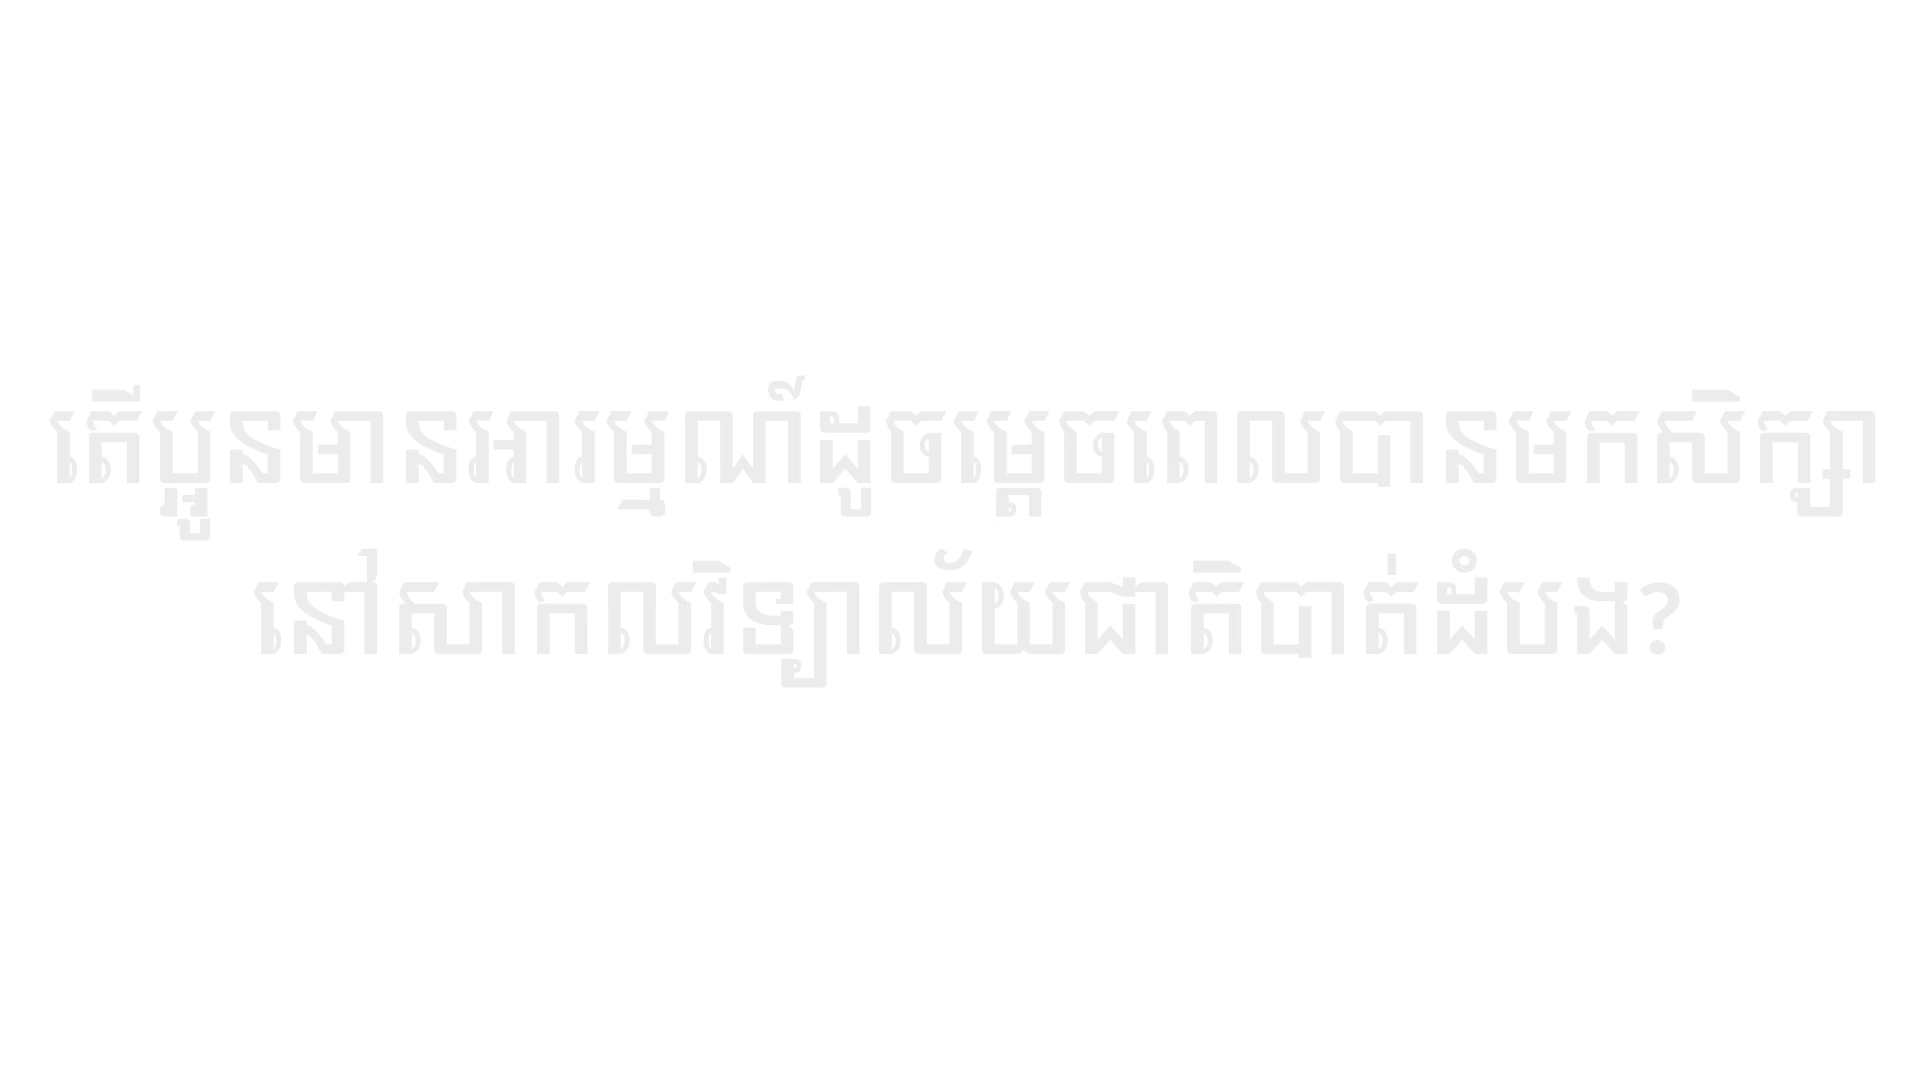 តើប្អូនមានអារម្មណ៍ដូចម្ដេចពេលបានមកសិក្សា
នៅសាកលវិទ្យាល័យជាតិបាត់ដំបង?